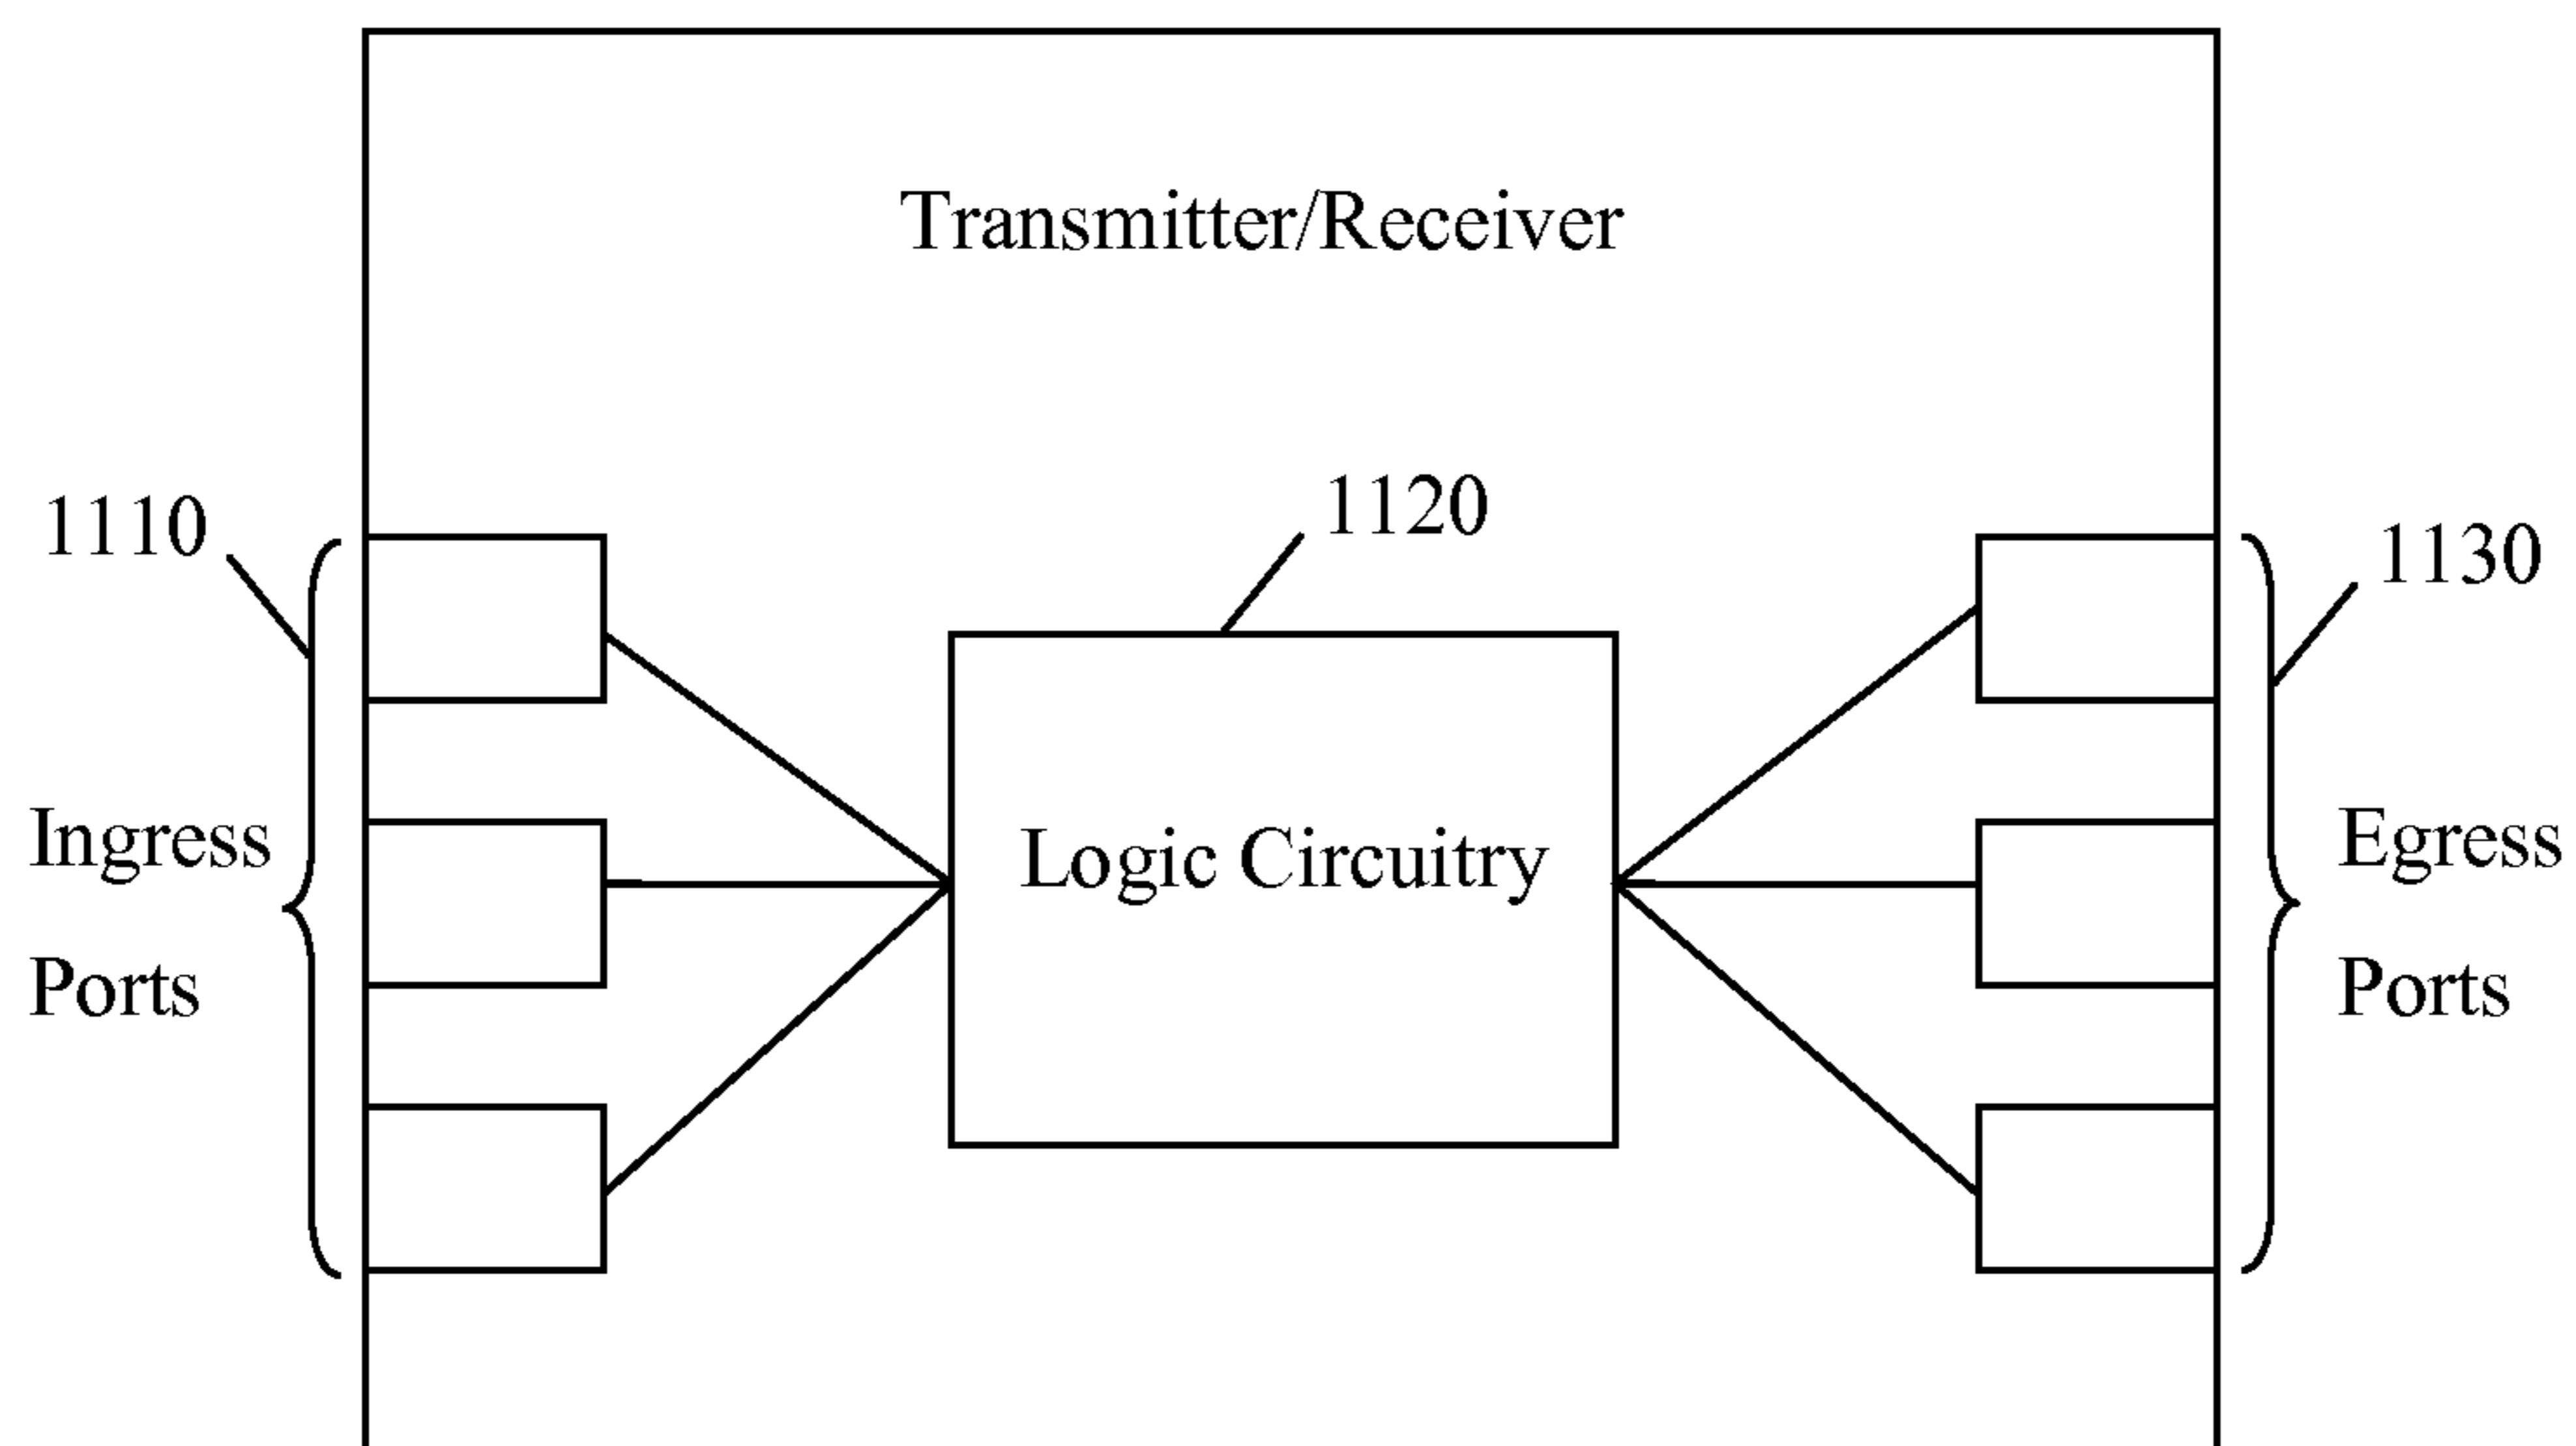 Transmitter/Receiver
1110
1120
1130
Ingress
Ports
Logic Circuitry
Egress
Ports